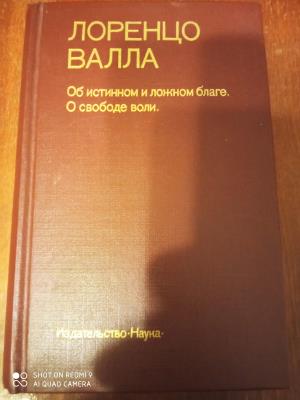 ЛОРЕНЦО
ВАЛЛА
Об истинном и ложном благе.
О свободе воли.
Издательство·Наука·
SHOT ON REDMI 9
AI QUAD CAMERA